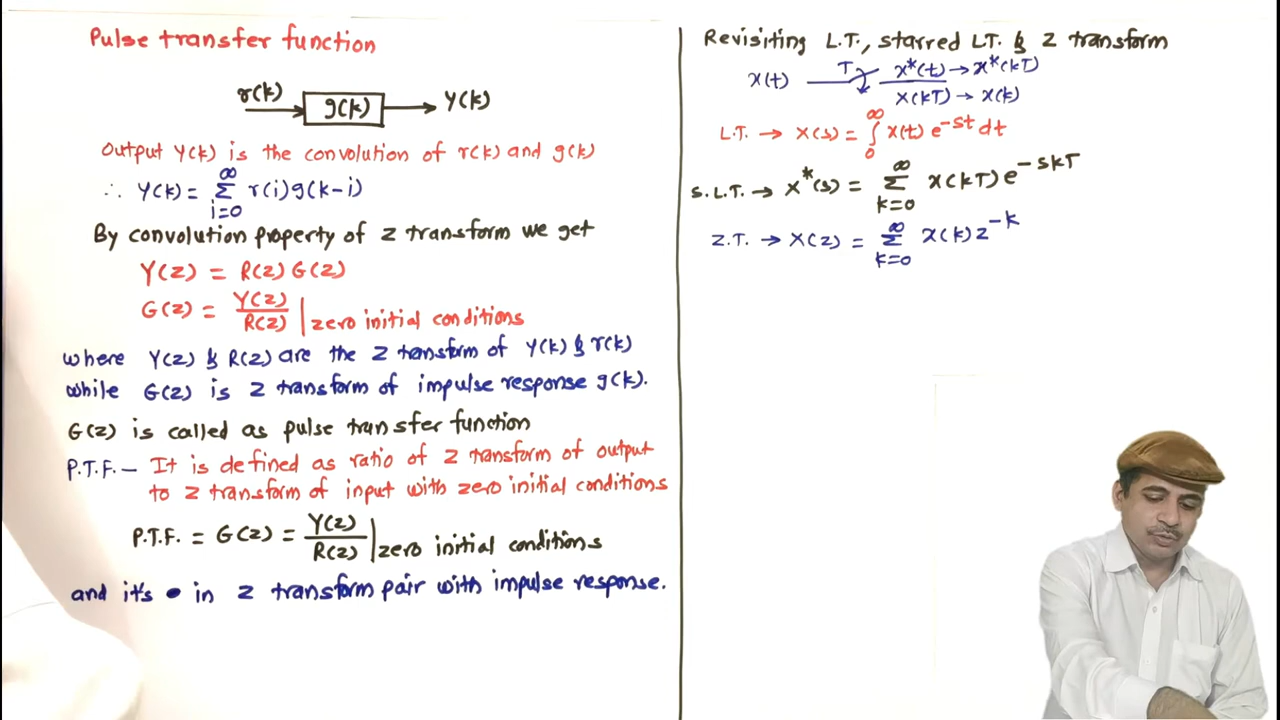 Pulse transfer function
r(k) g(k) Y(k)
Output Y(k) is the convolution of r(k) and g(k)
∴ Y(k) = ∞ Σ i=0 r(i)g(k-i)
By convolution property of Z transform we get
Y(z) = R(z) G(z)
G(z) = Y(z)/R(z) | zero initial conditions
where Y(z) & R(z) are the Z transform of Y(k) & r(k)
while G(z) is Z transform of impulse response g(k).
G(z) is called as pulse transfer function
P.T.F. – It is defined as ratio of Z transform of output
to Z transform of input with zero initial conditions
P.T.F. = G(z) = Y(z)/R(z) | zero initial conditions
and it's in Z transform pair with impulse response.
Revisiting L.T., starred L.T. & Z transform
x(t) T x*(t) → x*(kT)
x(kT) → x(k)
L.T. → X(s) = ∞ ∫ 0 x(t) e^-st dt
S.L.T. → X*(s) = ∞ Σ k=0 x(kT) e^-skT
Z.T. → X(z) = ∞ Σ k=0 x(k) z^-k